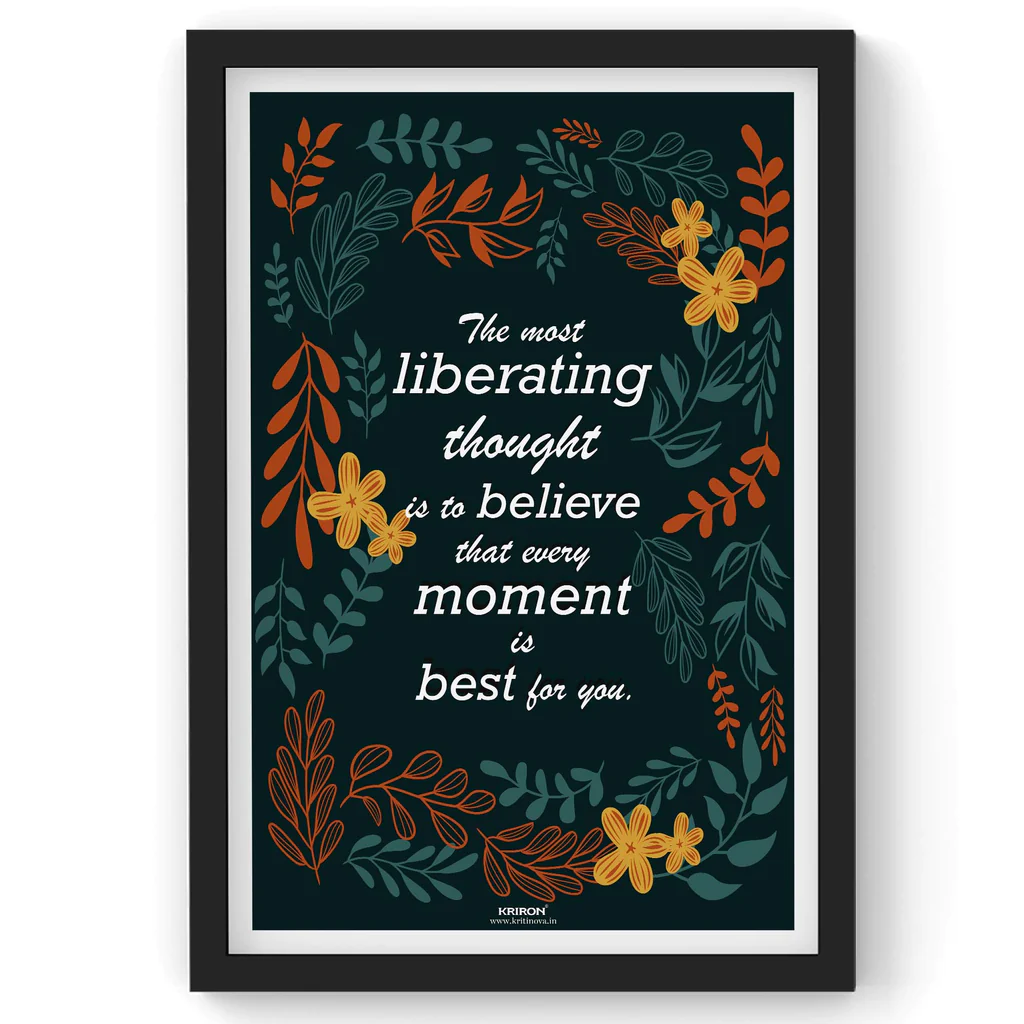 The most
liberating
thought
is to believe
that every
moment
is
best for you.
KRIRON®
www.kritinova.in